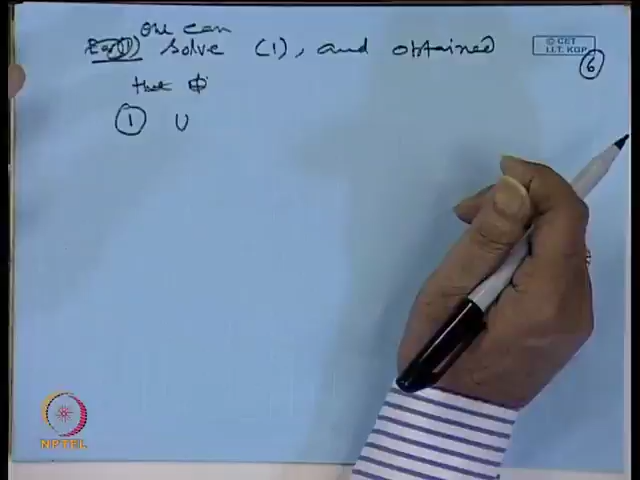 one can
Eq (1) solve (1), and obtained
that φ
① U
© CET
I.I.T. KGP
⑥
NPTEL